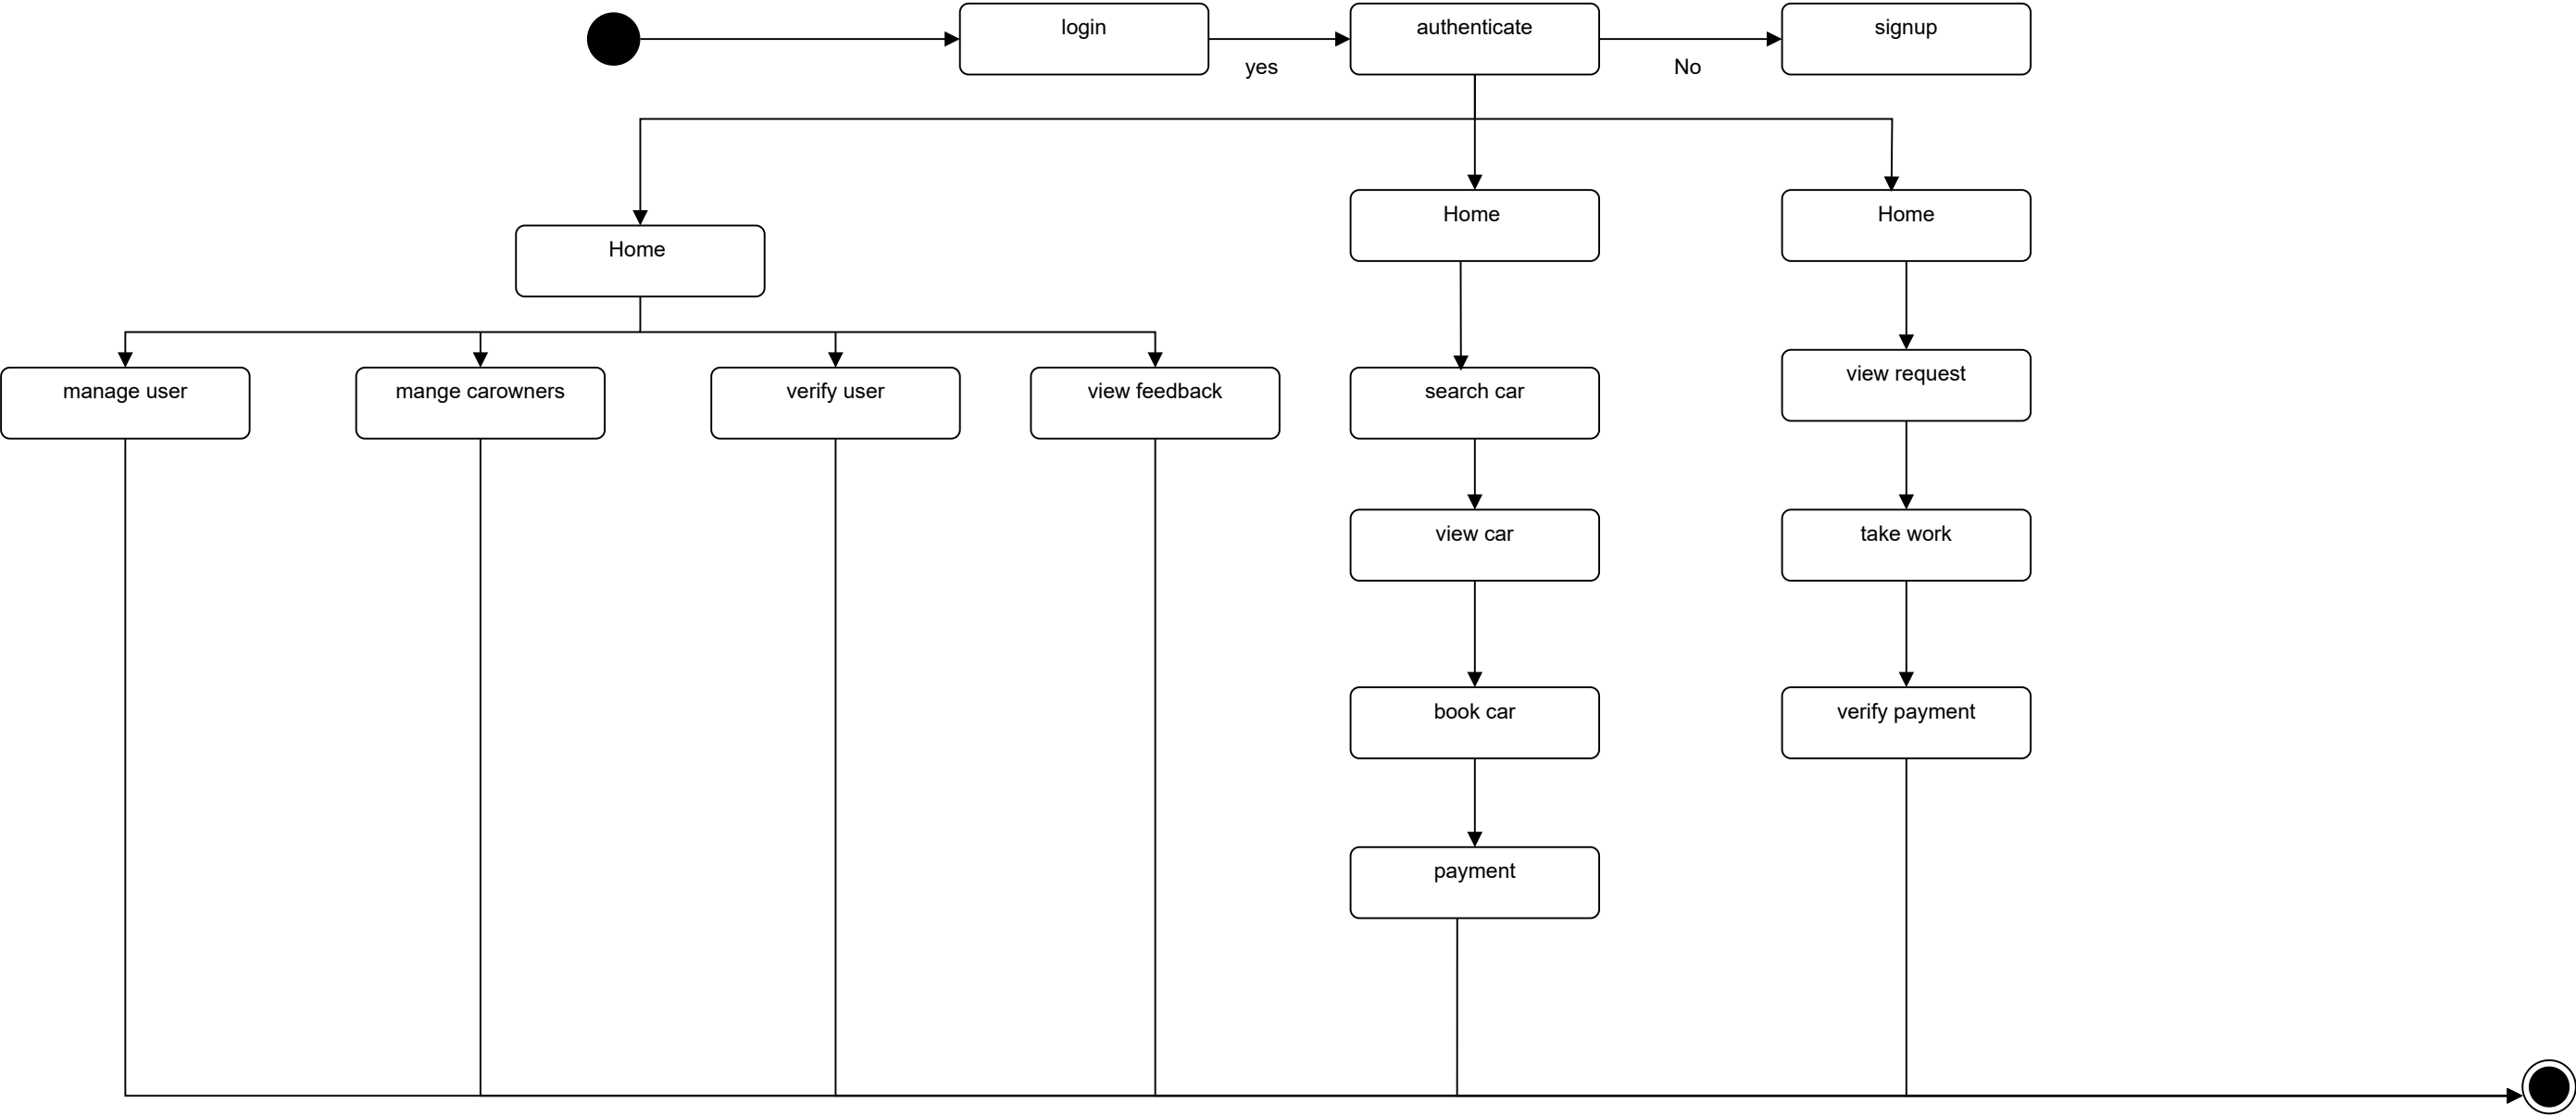 login
authenticate
signup
yes
No
Home
Home
Home
manage user
mange carowners
verify user
view feedback
search car
view request
view car
take work
book car
verify payment
payment